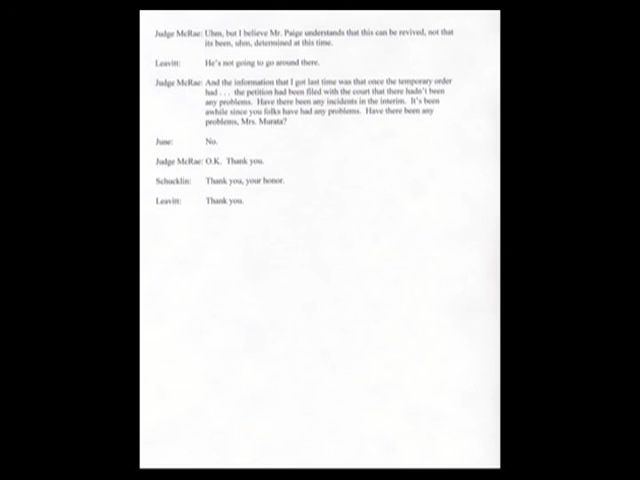 Judge McRae: Uhm, but I believe Mr. Paige understands that this can be revived, not that
its been, uhm, determined at this time.
Leavitt: He's not going to go around there.
Judge McRae: And the information that I got last time was that once the temporary order
had . . . the petition had been filed with the court that there hadn't been
any problems. Have there been any incidents in the interim. It's been
awhile since you folks have had any problems. Have there been any
problems, Mrs. Murata?
June: No.
Judge McRae: O.K. Thank you.
Schucklin: Thank you, your honor.
Leavitt: Thank you.